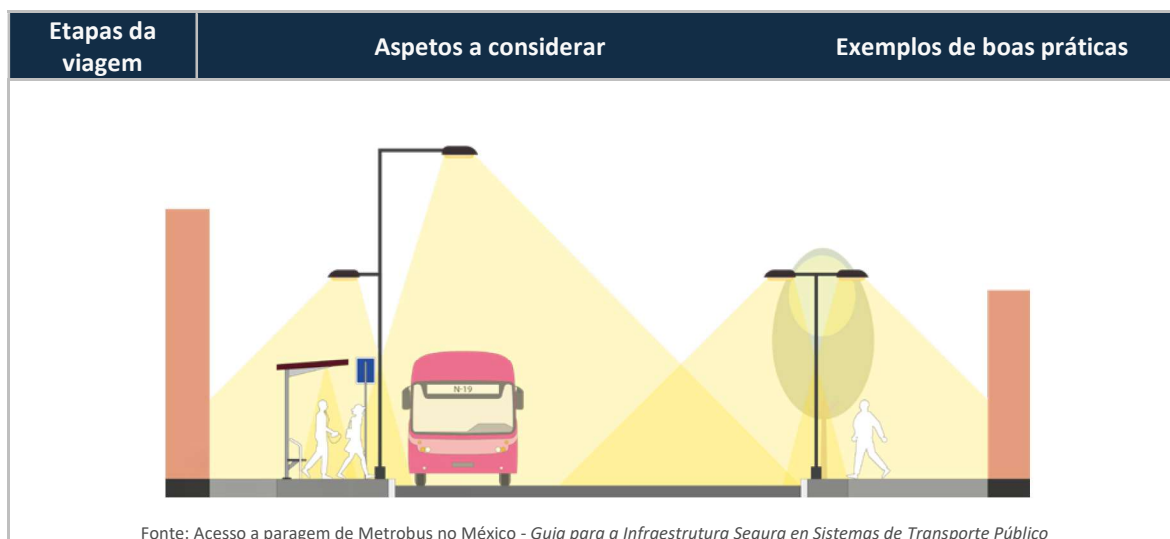 Etapas da
viagem
Aspetos a considerar
Exemplos de boas práticas
N-19
Fonte: Acesso a paragem de Metrobus no México - Guia para a Infraestrutura Segura en Sistemas de Transporte Público